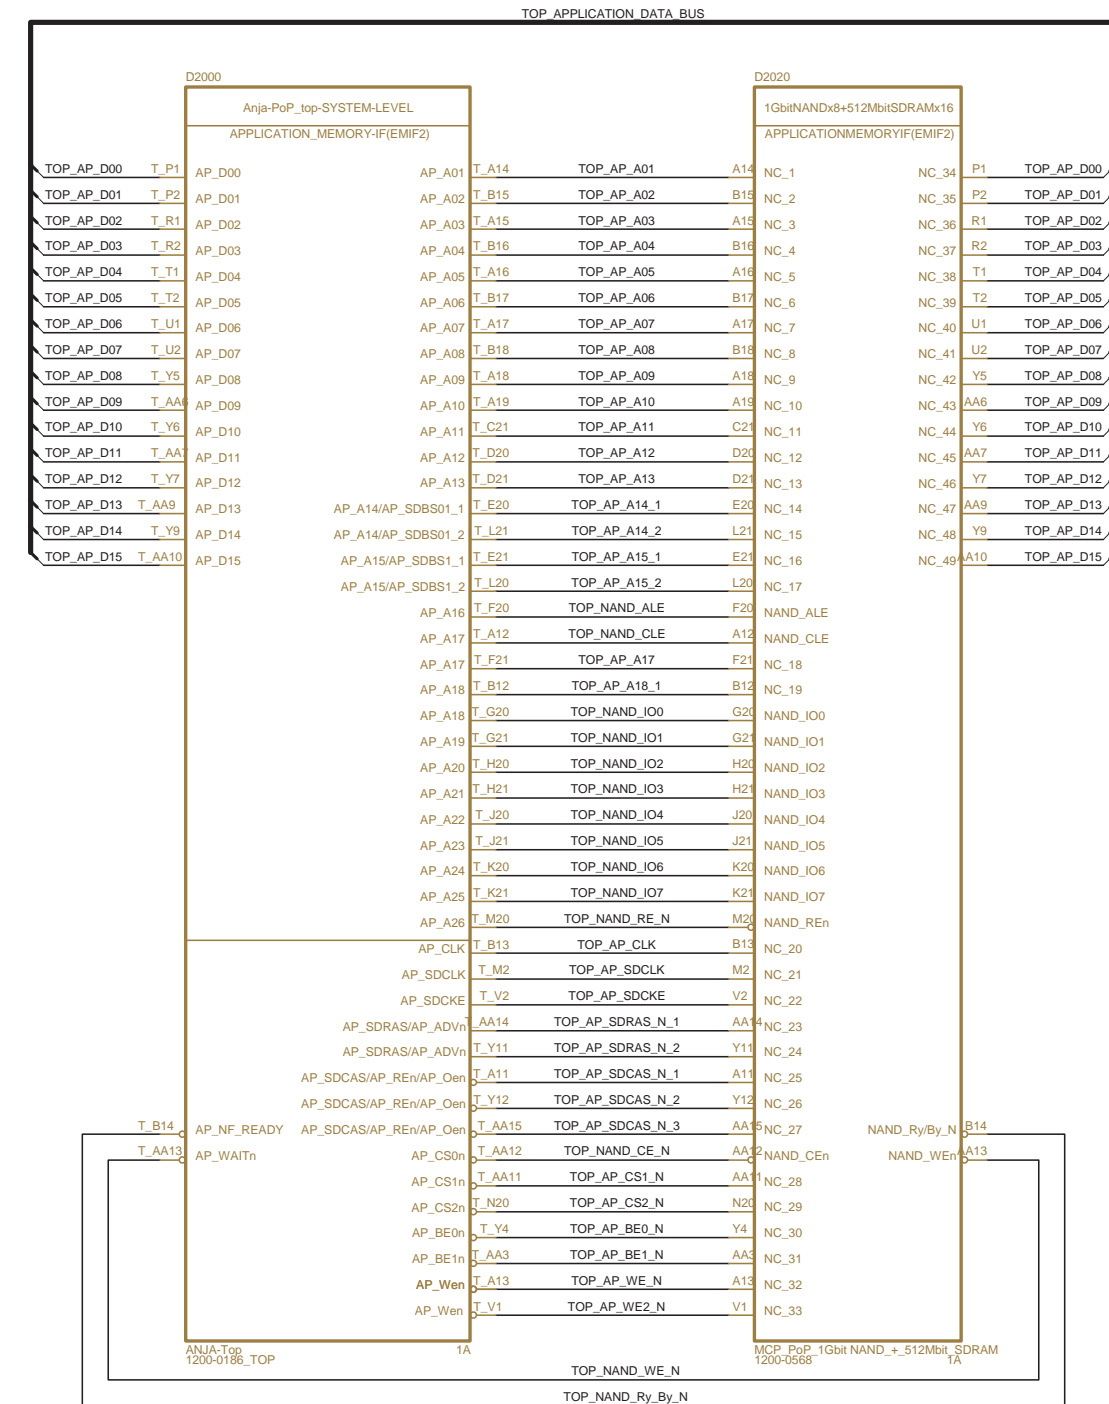 TOP_APPLICATION_DATA_BUS
D2000 D2020
Anja-PoP_top-SYSTEM-LEVEL 1GbitNANDx8+512MbitSDRAMx16
APPLICATION_MEMORY-IF(EMIF2) APPLICATIONMEMORYIF(EMIF2)
TOP_AP_D00 T_P1 AP_D00 AP_A01 T_A14 TOP_AP_A01 A14 NC_1 NC_34 P1 TOP_AP_D00
TOP_AP_D01 T_P2 AP_D01 AP_A02 T_B15 TOP_AP_A02 B15 NC_2 NC_35 P2 TOP_AP_D01
TOP_AP_D02 T_R1 AP_D02 AP_A03 T_A15 TOP_AP_A03 A15 NC_3 NC_36 R1 TOP_AP_D02
TOP_AP_D03 T_R2 AP_D03 AP_A04 T_B16 TOP_AP_A04 B16 NC_4 NC_37 R2 TOP_AP_D03
TOP_AP_D04 T_T1 AP_D04 AP_A05 T_A16 TOP_AP_A05 A16 NC_5 NC_38 T1 TOP_AP_D04
TOP_AP_D05 T_T2 AP_D05 AP_A06 T_B17 TOP_AP_A06 B17 NC_6 NC_39 T2 TOP_AP_D05
TOP_AP_D06 T_U1 AP_D06 AP_A07 T_A17 TOP_AP_A07 A17 NC_7 NC_40 U1 TOP_AP_D06
TOP_AP_D07 T_U2 AP_D07 AP_A08 T_B18 TOP_AP_A08 B18 NC_8 NC_41 U2 TOP_AP_D07
TOP_AP_D08 T_Y5 AP_D08 AP_A09 T_A18 TOP_AP_A09 A18 NC_9 NC_42 Y5 TOP_AP_D08
TOP_AP_D09 T_AA6 AP_D09 AP_A10 T_A19 TOP_AP_A10 A19 NC_10 NC_43 AA6 TOP_AP_D09
TOP_AP_D10 T_Y6 AP_D10 AP_A11 T_C21 TOP_AP_A11 C21 NC_11 NC_44 Y6 TOP_AP_D10
TOP_AP_D11 T_AA7 AP_D11 AP_A12 T_D20 TOP_AP_A12 D20 NC_12 NC_45 AA7 TOP_AP_D11
TOP_AP_D12 T_Y7 AP_D12 AP_A13 T_D21 TOP_AP_A13 D21 NC_13 NC_46 Y7 TOP_AP_D12
TOP_AP_D13 T_AA9 AP_D13 AP_A14/AP_SDBS01_1 T_E20 TOP_AP_A14_1 E20 NC_14 NC_47 AA9 TOP_AP_D13
TOP_AP_D14 T_Y9 AP_D14 AP_A14/AP_SDBS01_2 T_L21 TOP_AP_A14_2 L21 NC_15 NC_48 Y9 TOP_AP_D14
TOP_AP_D15 T_AA10 AP_D15 AP_A15/AP_SDBS1_1 T_E21 TOP_AP_A15_1 E21 NC_16 NC_49 AA10 TOP_AP_D15
AP_A15/AP_SDBS1_2 T_L20 TOP_AP_A15_2 L20 NC_17
AP_A16 T_F20 TOP_NAND_ALE F20 NAND_ALE
AP_A17 T_A12 TOP_NAND_CLE A12 NAND_CLE
AP_A17 T_F21 TOP_AP_A17 F21 NC_18
AP_A18 T_B12 TOP_AP_A18_1 B12 NC_19
AP_A18 T_G20 TOP_NAND_IO0 G20 NAND_IO0
AP_A19 T_G21 TOP_NAND_IO1 G21 NAND_IO1
AP_A20 T_H20 TOP_NAND_IO2 H20 NAND_IO2
AP_A21 T_H21 TOP_NAND_IO3 H21 NAND_IO3
AP_A22 T_J20 TOP_NAND_IO4 J20 NAND_IO4
AP_A23 T_J21 TOP_NAND_IO5 J21 NAND_IO5
AP_A24 T_K20 TOP_NAND_IO6 K20 NAND_IO6
AP_A25 T_K21 TOP_NAND_IO7 K21 NAND_IO7
AP_A26 T_M20 TOP_NAND_RE_N M20 NAND_REn
AP_CLK T_B13 TOP_AP_CLK B13 NC_20
AP_SDCLK T_M2 TOP_AP_SDCLK M2 NC_21
AP_SDCKE T_V2 TOP_AP_SDCKE V2 NC_22
AP_SDRAS/AP_ADVn T_AA14 TOP_AP_SDRAS_N_1 AA14 NC_23
AP_SDRAS/AP_ADVn T_Y11 TOP_AP_SDRAS_N_2 Y11 NC_24
AP_SDCAS/AP_REn/AP_Oen T_A11 TOP_AP_SDCAS_N_1 A11 NC_25
AP_SDCAS/AP_REn/AP_Oen T_Y12 TOP_AP_SDCAS_N_2 Y12 NC_26
T_B14 AP_NF_READY AP_SDCAS/AP_REn/AP_Oen T_AA15 TOP_AP_SDCAS_N_3 AA15 NC_27 NAND_Ry/By_N B14
T_AA13 AP_WAITn AP_CS0n T_AA12 TOP_NAND_CE_N AA12 NAND_CEn NAND_WEn AA13
AP_CS1n T_AA11 TOP_AP_CS1_N AA11 NC_28
AP_CS2n T_N20 TOP_AP_CS2_N N20 NC_29
AP_BE0n T_Y4 TOP_AP_BE0_N Y4 NC_30
AP_BE1n T_AA3 TOP_AP_BE1_N AA3 NC_31
AP_Wen T_A13 TOP_AP_WE_N A13 NC_32
AP_Wen T_V1 TOP_AP_WE2_N V1 NC_33
ANJA-Top 1A MCP_PoP_1Gbit NAND_+_512Mbit_SDRAM
1200-0186_TOP 1200-0568 1A
TOP_NAND_WE_N
TOP_NAND_Ry_By_N